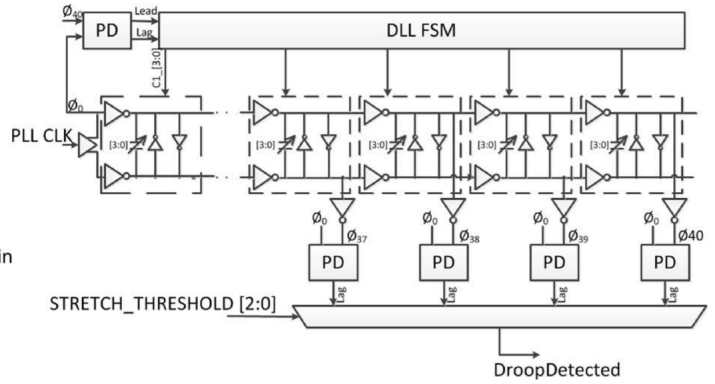 Ø40
PD
Lead
Lag
DLL FSM
C1_[3:0]
Ø0
PLL CLK
[3:0]
[3:0]
[3:0]
[3:0]
[3:0]
Ø0
Ø37
Ø0
Ø38
Ø0
Ø39
Ø0
Ø40
in
PD
PD
PD
PD
Lag
Lag
Lag
Lag
STRETCH_THRESHOLD [2:0]
DroopDetected